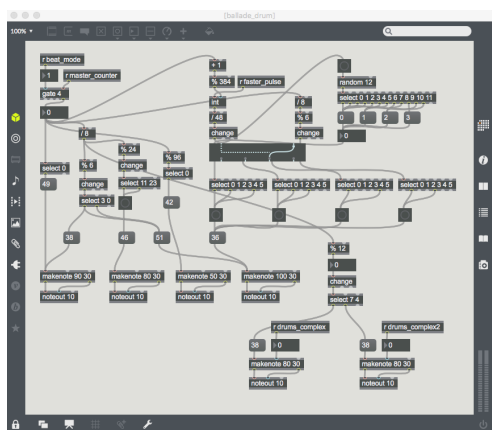 [ballade_drum]
100%
r beat_mode
1
r master_counter
gate 4
0
+ 1
% 384
r faster_pulse
int
/ 8
/ 48
% 6
change
change
random 12
select 0 1 2 3 4 5 6 7 8 9 10 11
0
1
2
3
0
/ 8
% 24
% 96
select 0
% 6
change
select 0
49
change
select 11 23
select 3 0
42
select 0 1 2 3 4 5
select 0 1 2 3 4 5
select 0 1 2 3 4 5
select 0 1 2 3 4 5
38
46
51
36
% 12
0
change
select 7 4
makenote 90 30
makenote 80 30
makenote 50 30
makenote 100 30
noteout 10
noteout 10
noteout 10
noteout 10
r drums_complex
r drums_complex2
38
0
38
0
makenote 80 30
makenote 80 30
noteout 10
noteout 10